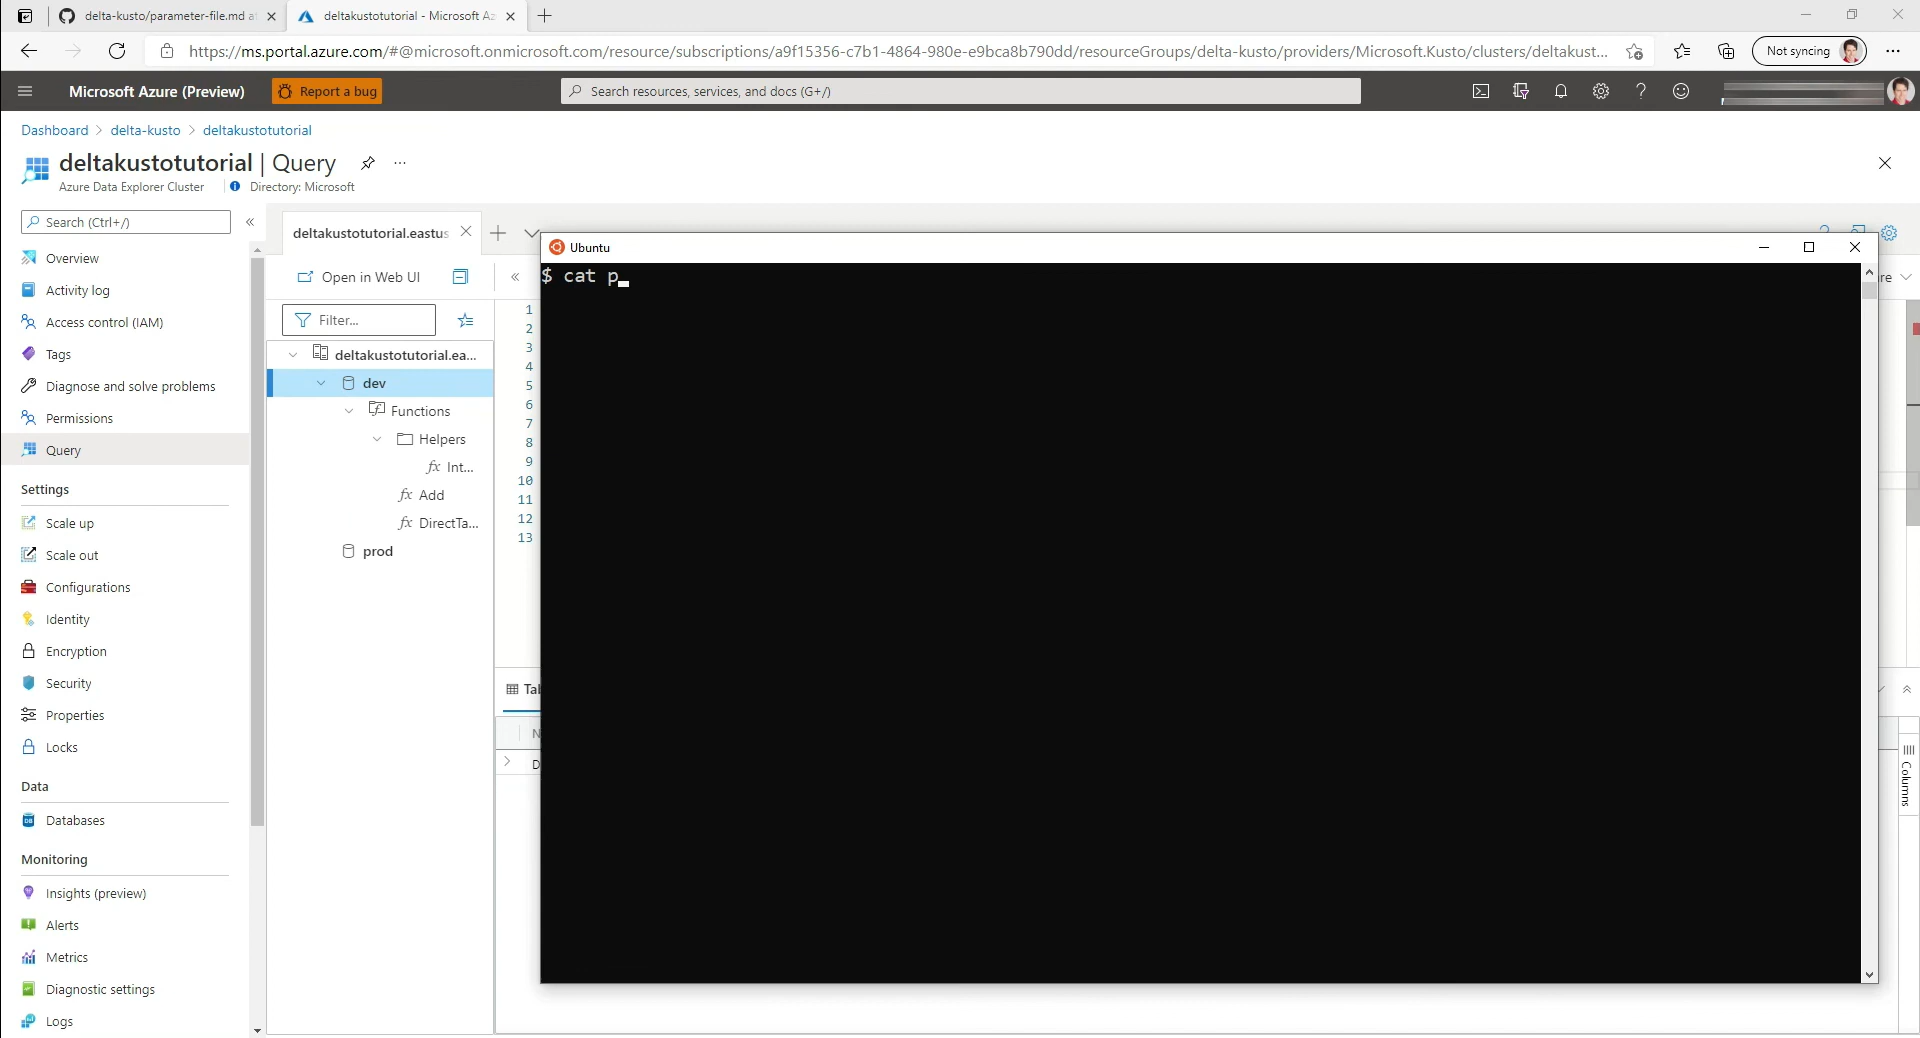 delta-kusto/parameter-file.md at
deltakustotutorial - Microsoft Az
https://ms.portal.azure.com/#@microsoft.onmicrosoft.com/resource/subscriptions/a9f15356-c7b1-4864-980e-e9bca8b790dd/resourceGroups/delta-kusto/providers/Microsoft.Kusto/clusters/deltakust...
Not syncing
Microsoft Azure (Preview)
Report a bug
Search resources, services, and docs (G+/)
Dashboard > delta-kusto > deltakustotutorial
deltakustotutorial | Query
Azure Data Explorer Cluster
Directory: Microsoft
Search (Ctrl+/)
Overview
Activity log
Access control (IAM)
Tags
Diagnose and solve problems
Permissions
Query
Settings
Scale up
Scale out
Configurations
Identity
Encryption
Security
Properties
Locks
Data
Databases
Monitoring
Insights (preview)
Alerts
Metrics
Diagnostic settings
Logs
deltakustotutorial.eastus
Open in Web UI
Filter...
deltakustotutorial.ea...
dev
Functions
Helpers
Int...
Add
DirectTa...
prod
1
2
3
4
5
6
7
8
9
10
11
12
13
Ubuntu
$ cat p
Columns